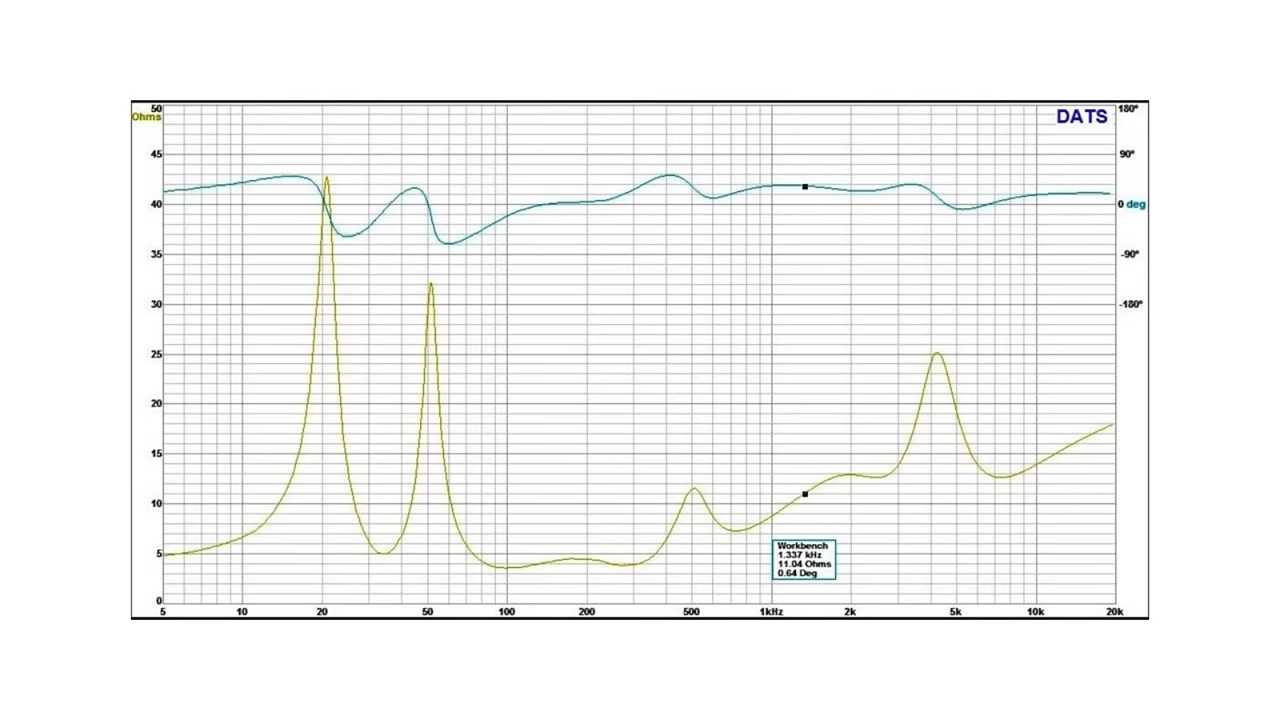 50
Ohms
DATS
180°
45
90°
40
0 deg
35
-90°
30
-180°
25
20
15
10
Workbench
1.337 kHz
11.04 Ohms
0.64 Deg
5
0
5 10 20 50 100 200 500 1kHz 2k 5k 10k 20k